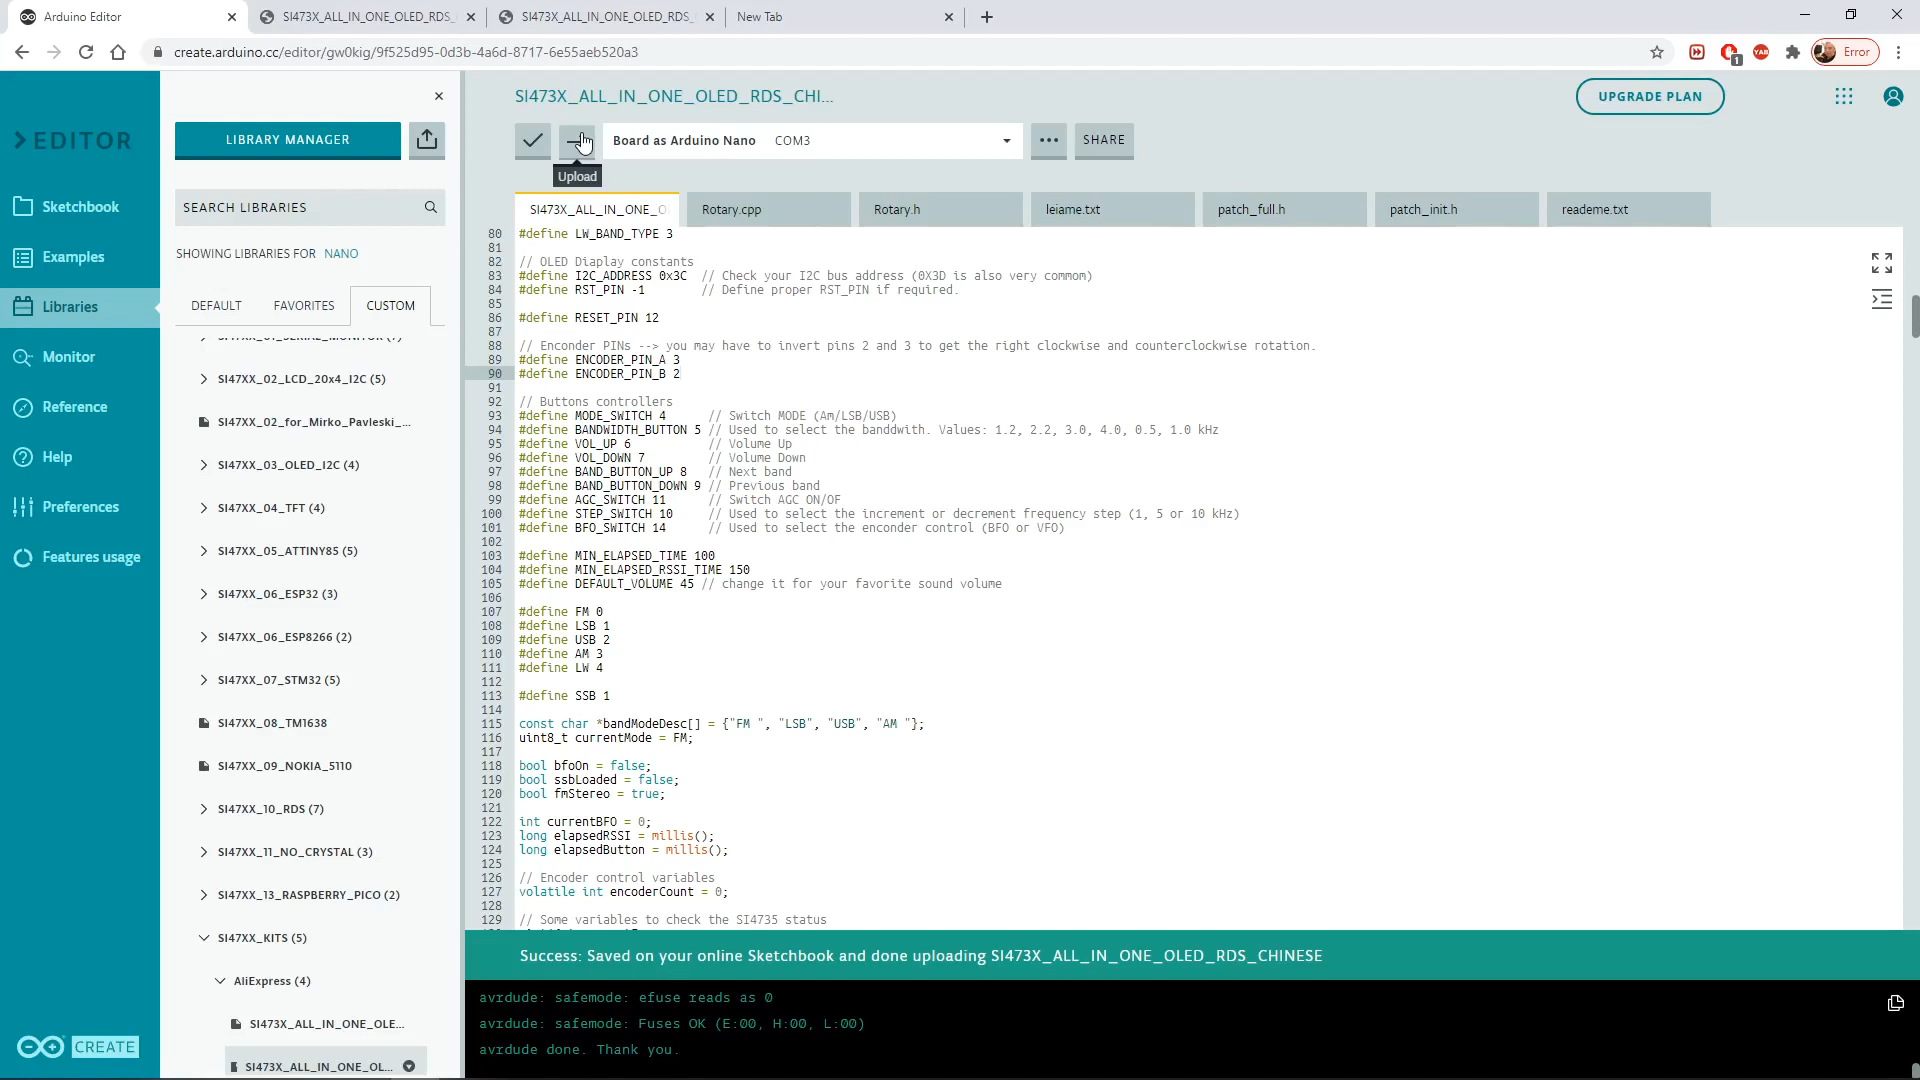 Arduino Editor
SI473X_ALL_IN_ONE_OLED_RDS_
SI473X_ALL_IN_ONE_OLED_RDS_
New Tab
create.arduino.cc/editor/gw0kig/9f525d95-0d3b-4a6d-8717-6e55aeb520a3
1
YAB
Error
EDITOR
Sketchbook
Examples
Libraries
Monitor
Reference
Help
Preferences
Features usage
CREATE
LIBRARY MANAGER
SEARCH LIBRARIES
SHOWING LIBRARIES FOR NANO
DEFAULT FAVORITES CUSTOM
SI47XX_01_SERIAL_MONITOR (7)
SI47XX_02_LCD_20x4_I2C (5)
SI47XX_02_for_Mirko_Pavleski_...
SI47XX_03_OLED_I2C (4)
SI47XX_04_TFT (4)
SI47XX_05_ATTINY85 (5)
SI47XX_06_ESP32 (3)
SI47XX_06_ESP8266 (2)
SI47XX_07_STM32 (5)
SI47XX_08_TM1638
SI47XX_09_NOKIA_5110
SI47XX_10_RDS (7)
SI47XX_11_NO_CRYSTAL (3)
SI47XX_13_RASPBERRY_PICO (2)
SI47XX_KITS (5)
AliExpress (4)
SI473X_ALL_IN_ONE_OLE...
SI473X_ALL_IN_ONE_OL...
SI473X_ALL_IN_ONE_OLED_RDS_CHI...
UPGRADE PLAN
Board as Arduino Nano COM3
SHARE
Upload
SI473X_ALL_IN_ONE_O
Rotary.cpp
Rotary.h
leiame.txt
patch_full.h
patch_init.h
reademe.txt
80 #define LW_BAND_TYPE 3
81
82 // OLED Diaplay constants
83 #define I2C_ADDRESS 0x3C // Check your I2C bus address (0X3D is also very commom)
84 #define RST_PIN -1 // Define proper RST_PIN if required.
85
86 #define RESET_PIN 12
87
88 // Enconder PINs --> you may have to invert pins 2 and 3 to get the right clockwise and counterclockwise rotation.
89 #define ENCODER_PIN_A 3
90 #define ENCODER_PIN_B 2
91
92 // Buttons controllers
93 #define MODE_SWITCH 4 // Switch MODE (Am/LSB/USB)
94 #define BANDWIDTH_BUTTON 5 // Used to select the banddwith. Values: 1.2, 2.2, 3.0, 4.0, 0.5, 1.0 kHz
95 #define VOL_UP 6 // Volume Up
96 #define VOL_DOWN 7 // Volume Down
97 #define BAND_BUTTON_UP 8 // Next band
98 #define BAND_BUTTON_DOWN 9 // Previous band
99 #define AGC_SWITCH 11 // Switch AGC ON/OF
100 #define STEP_SWITCH 10 // Used to select the increment or decrement frequency step (1, 5 or 10 kHz)
101 #define BFO_SWITCH 14 // Used to select the enconder control (BFO or VFO)
102
103 #define MIN_ELAPSED_TIME 100
104 #define MIN_ELAPSED_RSSI_TIME 150
105 #define DEFAULT_VOLUME 45 // change it for your favorite sound volume
106
107 #define FM 0
108 #define LSB 1
109 #define USB 2
110 #define AM 3
111 #define LW 4
112
113 #define SSB 1
114
115 const char *bandModeDesc[] = {"FM ", "LSB", "USB", "AM "};
116 uint8_t currentMode = FM;
117
118 bool bfoOn = false;
119 bool ssbLoaded = false;
120 bool fmStereo = true;
121
122 int currentBFO = 0;
123 long elapsedRSSI = millis();
124 long elapsedButton = millis();
125
126 // Encoder control variables
127 volatile int encoderCount = 0;
128
129 // Some variables to check the SI4735 status
Success: Saved on your online Sketchbook and done uploading SI473X_ALL_IN_ONE_OLED_RDS_CHINESE
avrdude: safemode: efuse reads as 0
avrdude: safemode: Fuses OK (E:00, H:00, L:00)
avrdude done. Thank you.